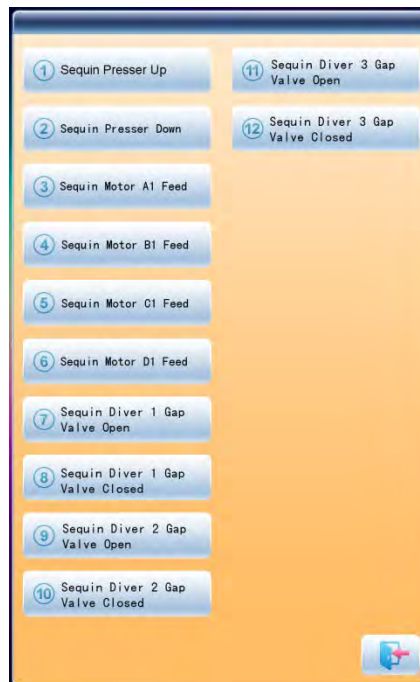 1 Sequin Presser Up
2 Sequin Presser Down
3 Sequin Motor A1 Feed
4 Sequin Motor B1 Feed
5 Sequin Motor C1 Feed
6 Sequin Motor D1 Feed
7 Sequin Diver 1 Gap
Valve Open
8 Sequin Diver 1 Gap
Valve Closed
9 Sequin Diver 2 Gap
Valve Open
10 Sequin Diver 2 Gap
Valve Closed
11 Sequin Diver 3 Gap
Valve Open
12 Sequin Diver 3 Gap
Valve Closed